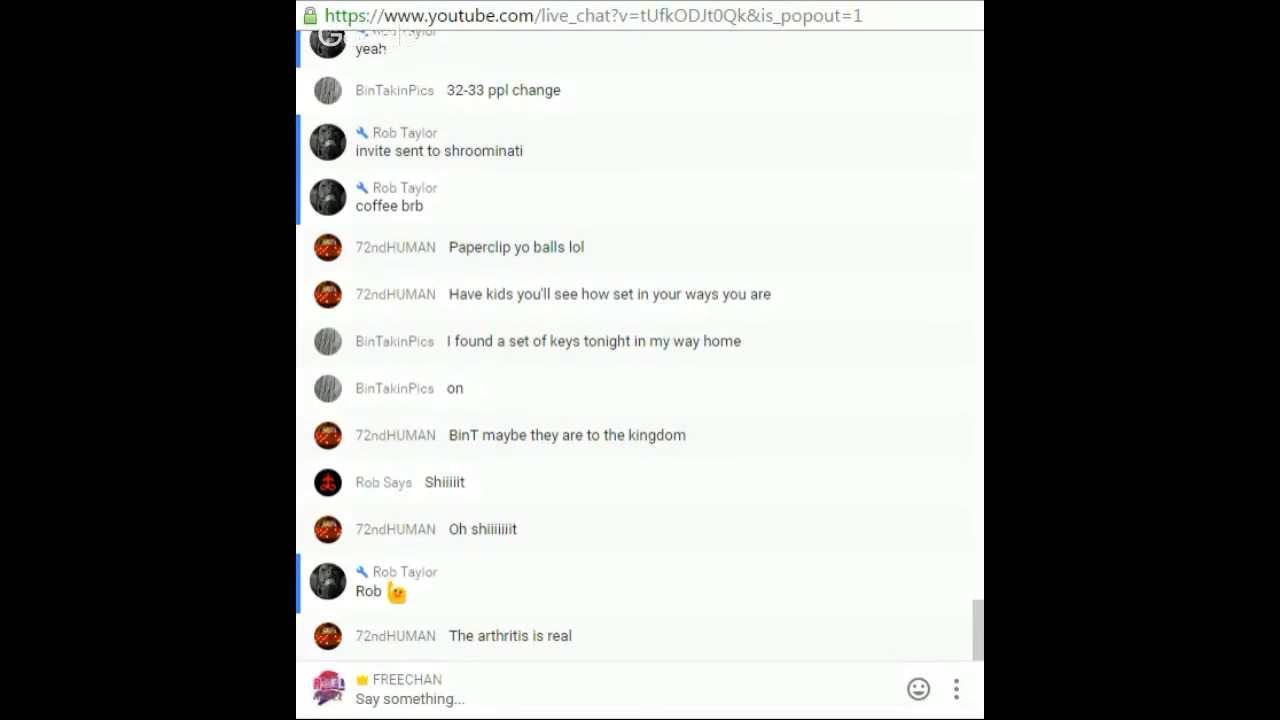 https://www.youtube.com/live_chat?v=tUfkODJt0Qk&is_popout=1
Rob Taylor
yeah
BinTakinPics 32-33 ppl change
Rob Taylor
invite sent to shroominati
Rob Taylor
coffee brb
72ndHUMAN Paperclip yo balls lol
72ndHUMAN Have kids you'll see how set in your ways you are
BinTakinPics I found a set of keys tonight in my way home
BinTakinPics on
72ndHUMAN BinT maybe they are to the kingdom
Rob Says Shiiiiit
72ndHUMAN Oh shiiiiiiit
Rob Taylor
Rob
72ndHUMAN The arthritis is real
FREECHAN
Say something...